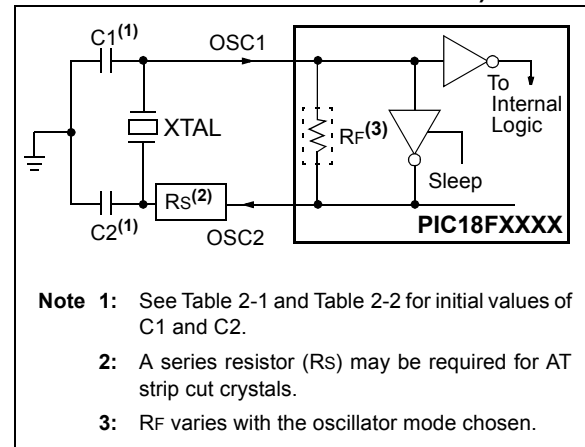 C1(1)
OSC1
To
Internal
Logic
XTAL
RF(3)
Sleep
C2(1)
RS(2)
OSC2
PIC18FXXXX
Note 1: See Table 2-1 and Table 2-2 for initial values of
C1 and C2.
2: A series resistor (RS) may be required for AT
strip cut crystals.
3: RF varies with the oscillator mode chosen.